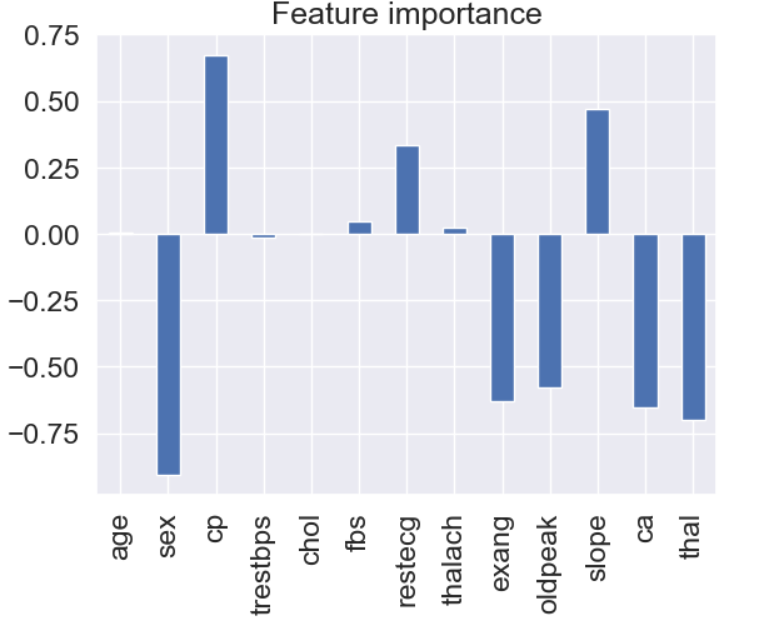 Feature importance
0.75
0.50
0.25
0.00
−0.25
−0.50
−0.75
age
sex
cp
trestbps
chol
fbs
restecg
thalach
exang
oldpeak
slope
ca
thal